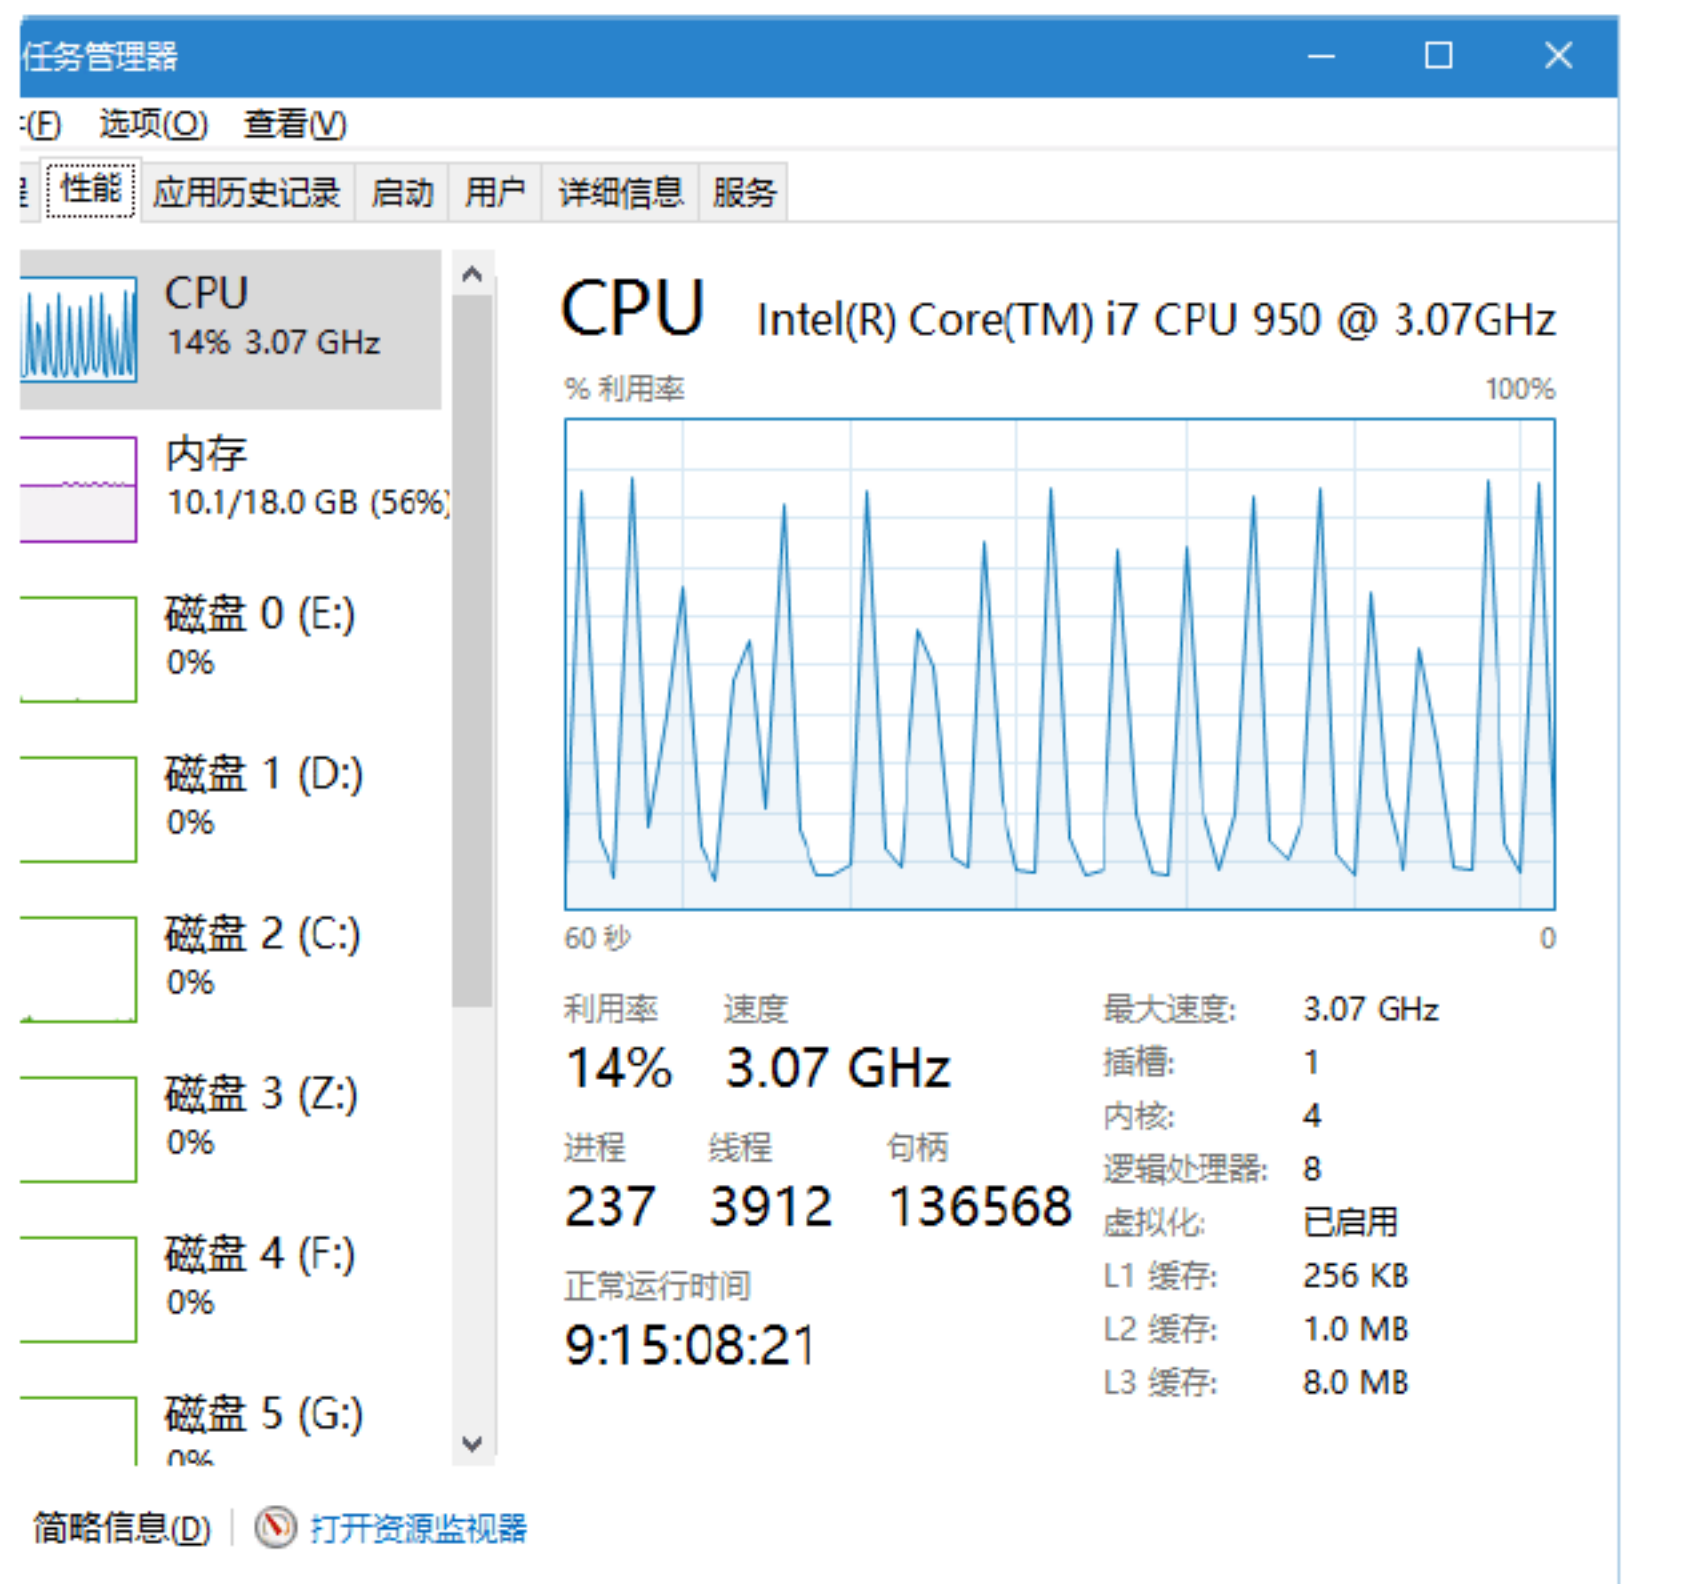 任务管理器
(F) 选项(O) 查看(V)
性能 应用历史记录 启动 用户 详细信息 服务
CPU
14% 3.07 GHz
内存
10.1/18.0 GB (56%)
磁盘 0 (E:)
0%
磁盘 1 (D:)
0%
磁盘 2 (C:)
0%
磁盘 3 (Z:)
0%
磁盘 4 (F:)
0%
磁盘 5 (G:)
0%
CPU Intel(R) Core(TM) i7 CPU 950 @ 3.07GHz
% 利用率 100%
60 秒 0
利用率 速度
14% 3.07 GHz
进程 线程 句柄
237 3912 136568
正常运行时间
9:15:08:21
最大速度: 3.07 GHz
插槽: 1
内核: 4
逻辑处理器: 8
虚拟化: 已启用
L1 缓存: 256 KB
L2 缓存: 1.0 MB
L3 缓存: 8.0 MB
简略信息(D) 打开资源监视器